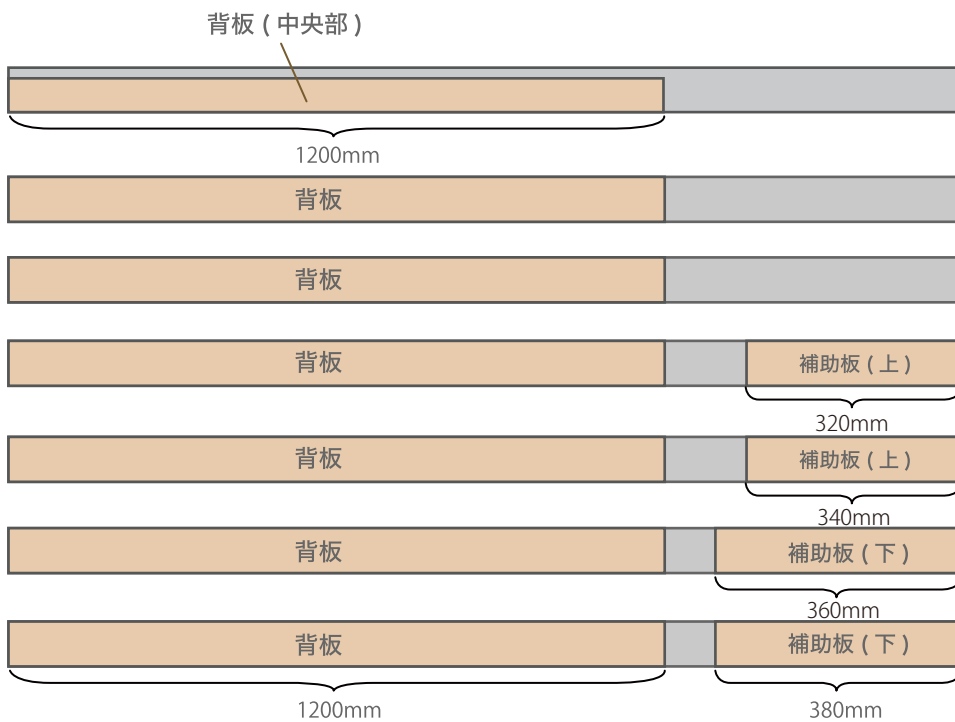 背板 ( 中央部 )
1200mm
背板
背板
背板
補助板 ( 上 )
320mm
背板
補助板 ( 上 )
340mm
背板
補助板 ( 下 )
360mm
背板
補助板 ( 下 )
1200mm
380mm